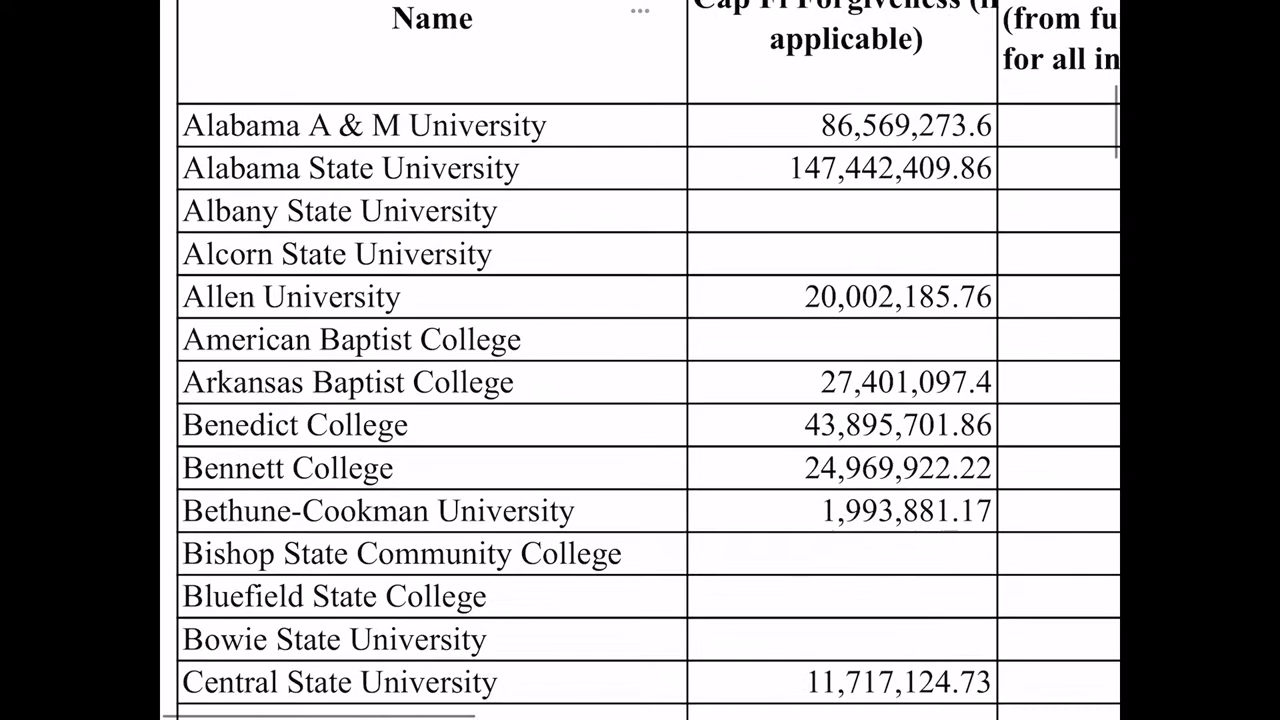 Name
Cap Fi Forgiveness (if
applicable)
(from fu
for all in
Alabama A & M University 86,569,273.6
Alabama State University 147,442,409.86
Albany State University
Alcorn State University
Allen University 20,002,185.76
American Baptist College
Arkansas Baptist College 27,401,097.4
Benedict College 43,895,701.86
Bennett College 24,969,922.22
Bethune-Cookman University 1,993,881.17
Bishop State Community College
Bluefield State College
Bowie State University
Central State University 11,717,124.73